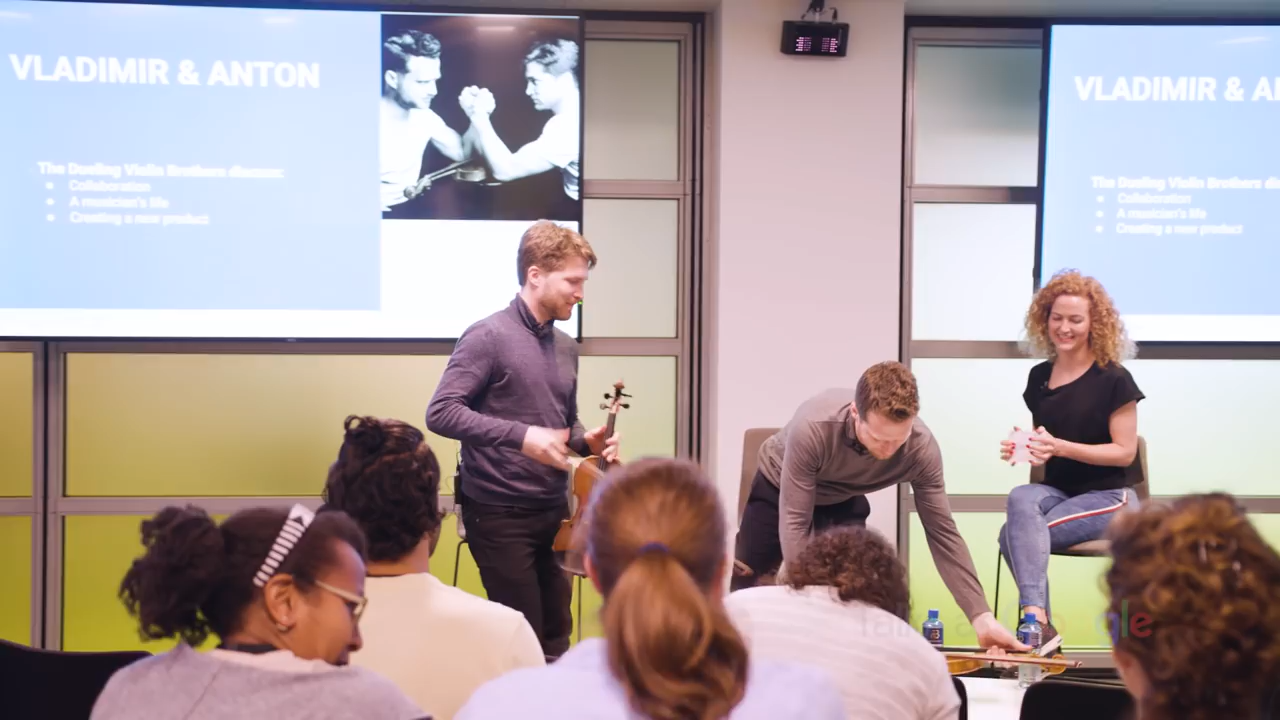 VLADIMIR & ANTON
The Dueling Violin Brothers discuss:
Collaboration
A musician's life
Creating a new product
VLADIMIR & A
The Dueling Violin Brothers di
Collaboration
A musician's life
Creating a new product